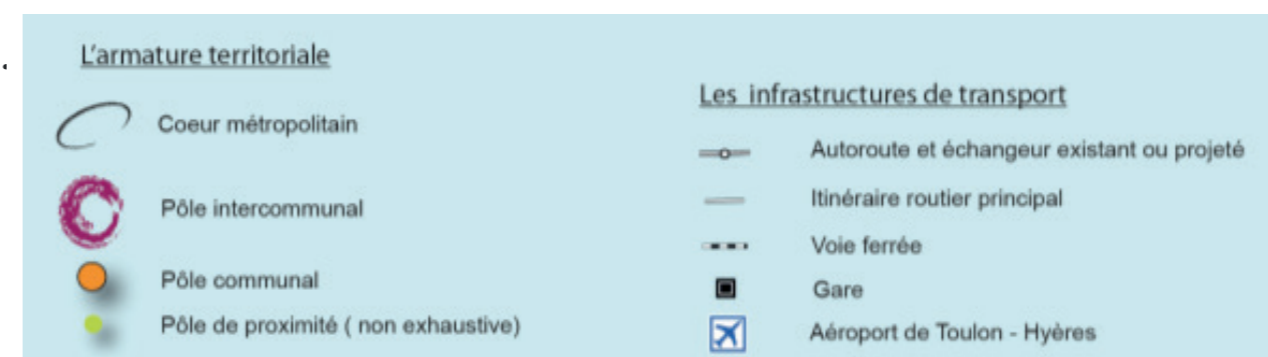 L'armature territoriale
Coeur métropolitain
Pôle intercommunal
Pôle communal
Pôle de proximité ( non exhaustive)
Les infrastructures de transport
Autoroute et échangeur existant ou projeté
Itinéraire routier principal
Voie ferrée
Gare
Aéroport de Toulon - Hyères